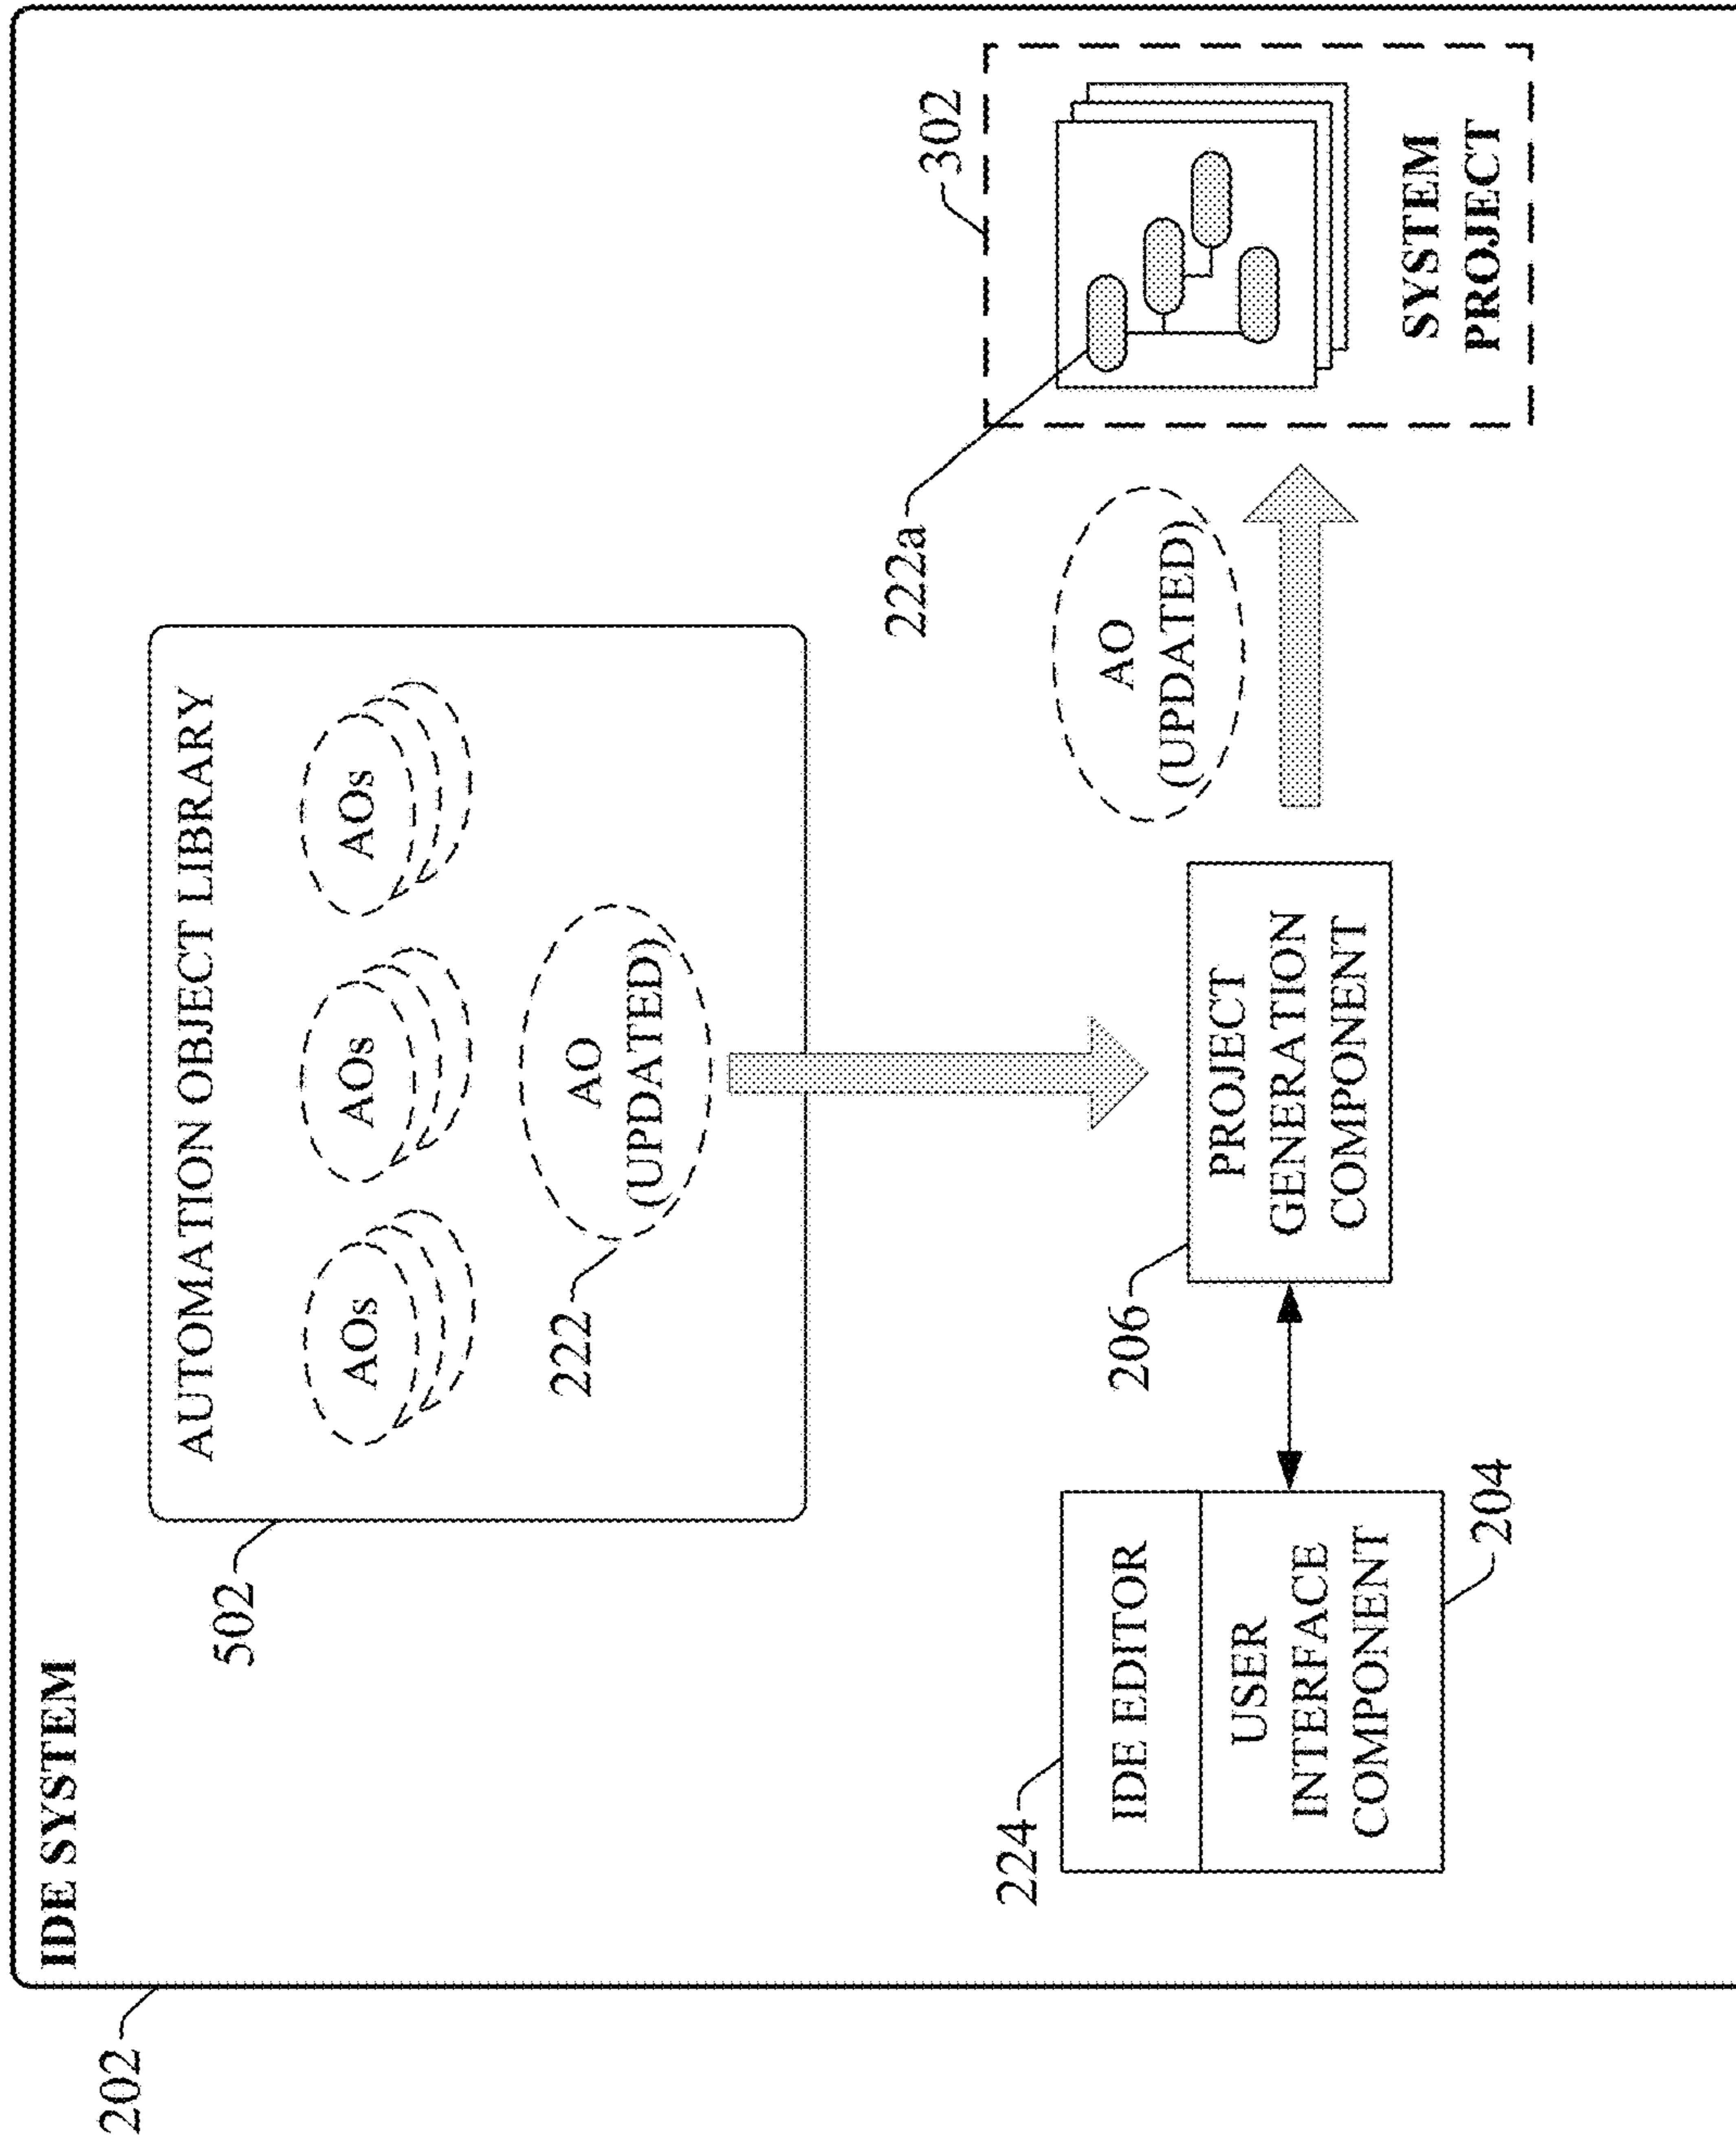 202
IDE SYSTEM
502
AUTOMATION OBJECT LIBRARY
AOs
AOs
AOs
222
AO
(UPDATED)
224
IDE EDITOR
USER
INTERFACE
COMPONENT
204
206
PROJECT
GENERATION
COMPONENT
AO
(UPDATED)
222a
302
SYSTEM
PROJECT